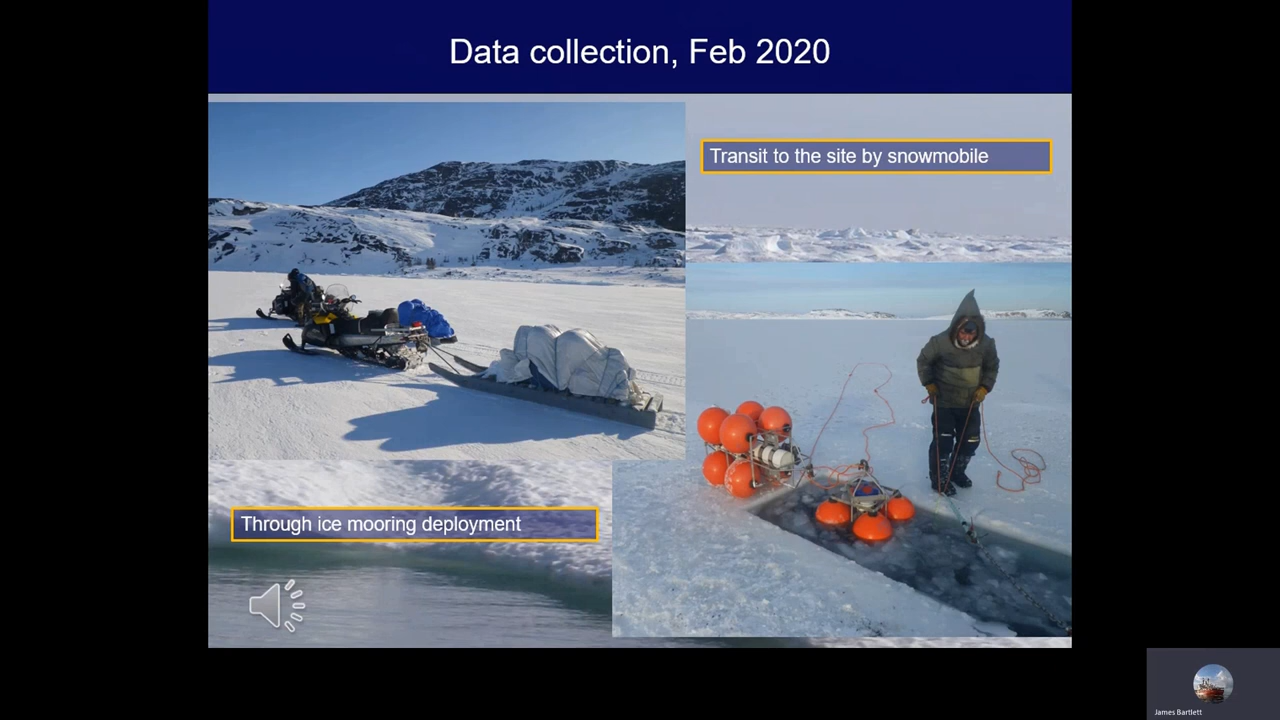 Data collection, Feb 2020
Transit to the site by snowmobile
Through ice mooring deployment
James Bartlett